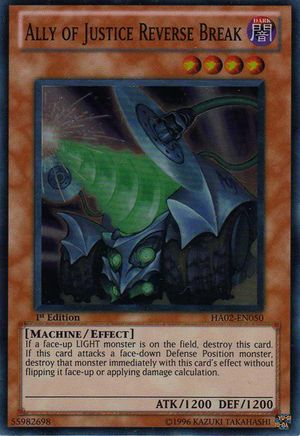 ALLY OF JUSTICE REVERSE BREAK
DARK
闇
1st Edition
HA02-EN050
[MACHINE/EFFECT]
If a face-up LIGHT monster is on the field, destroy this card.
If this card attacks a face-down Defense Position monster,
destroy that monster immediately with this card's effect without
flipping it face-up or applying damage calculation.
ATK/1200 DEF/1200
55982698
©1996 KAZUKI TAKAHASHI